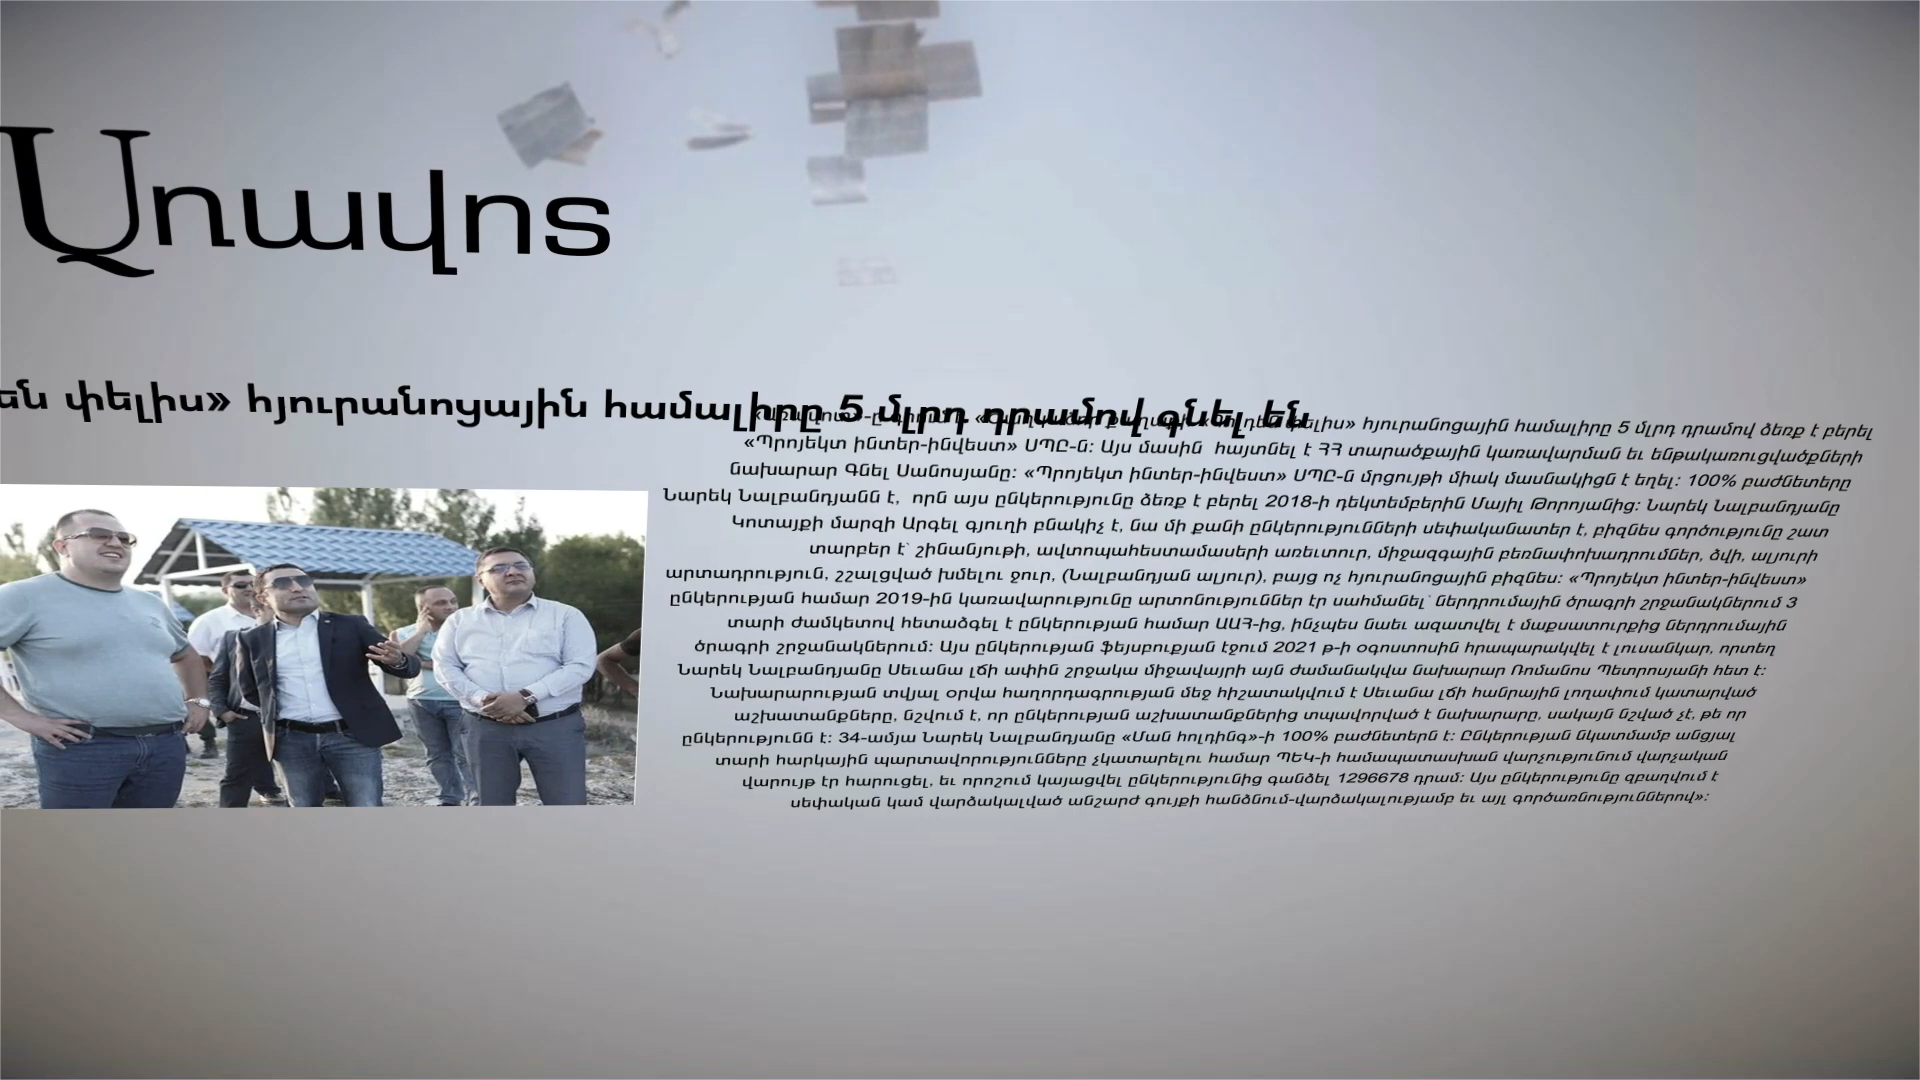 Առավոտ
են փելիս» հյուրանոցային համալիրը 5 մլրդ դրամով գնել են
«Առավոտ»-ը գրում է. «Ծաղկաձոր քաղաքի «Գոլդեն փելիս» հյուրանոցային համալիրը 5 մլրդ դրամով ձեռք է բերել
«Պրոյեկտ ինտեր-ինվեստ» ՍՊԸ-ն: Այս մասին հայտնել է ՀՀ տարածքային կառավարման եւ ենթակառուցվածքների
նախարար Գնել Սանոսյանը: «Պրոյեկտ ինտեր-ինվեստ» ՍՊԸ-ն մրցույթի միակ մասնակիցն է եղել: 100% բաժնետերը
Նարեկ Նալբանդյանն է, որն այս ընկերությունը ձեռք է բերել 2018-ի դեկտեմբերին Մայիլ Թորոյանից: Նարեկ Նալբանդյանը
Կոտայքի մարզի Արգել գյուղի բնակիչ է, նա մի քանի ընկերությունների սեփականատեր է, բիզնես գործությունը շատ
տարբեր է՝ շինանյութի, ավտոպահեստամասերի առեւտուր, միջազգային բեռնափոխադրումներ, ձվի, ալյուրի
արտադրություն, շշալցված խմելու ջուր, (Նալբանդյան ալյուր), բայց ոչ հյուրանոցային բիզնես: «Պրոյեկտ ինտեր-ինվեստ»
ընկերության համար 2019-ին կառավարությունը արտոնություններ էր սահմանել՝ ներդրումային ծրագրի շրջանակներում 3
տարի ժամկետով հետաձգել է ընկերության համար ԱԱՀ-ից, ինչպես նաեւ ազատվել է մաքսատուրքից ներդրումային
ծրագրի շրջանակներում: Այս ընկերության ֆեյսբուքյան էջում 2021 թ-ի օգոստոսին հրապարակվել է լուսանկար, որտեղ
Նարեկ Նալբանդյանը Սեւանա լճի ափին շրջակա միջավայրի այն ժամանակվա նախարար Ռոմանոս Պետրոսյանի հետ է:
Նախարարության տվյալ օրվա հաղորդագրության մեջ հիշատակվում է Սեւանա լճի հանրային լողափում կատարված
աշխատանքները, նշվում է, որ ընկերության աշխատանքներից տպավորված է նախարարը, սակայն նշված չէ, թե որ
ընկերությունն է: 34-ամյա Նարեկ Նալբանդյանը «Ման հոլդինգ»-ի 100% բաժնետերն է: Ընկերության նկատմամբ անցյալ
տարի հարկային պարտավորությունները չկատարելու համար ՊԵԿ-ի համապատասխան վարչությունում վարչական
վարույթ էր հարուցել, եւ որոշում կայացվել ընկերությունից գանձել 1296678 դրամ: Այս ընկերությունը զբաղվում է
սեփական կամ վարձակալված անշարժ գույքի հանձնում-վարձակալությամբ եւ այլ գործառնություններով»: